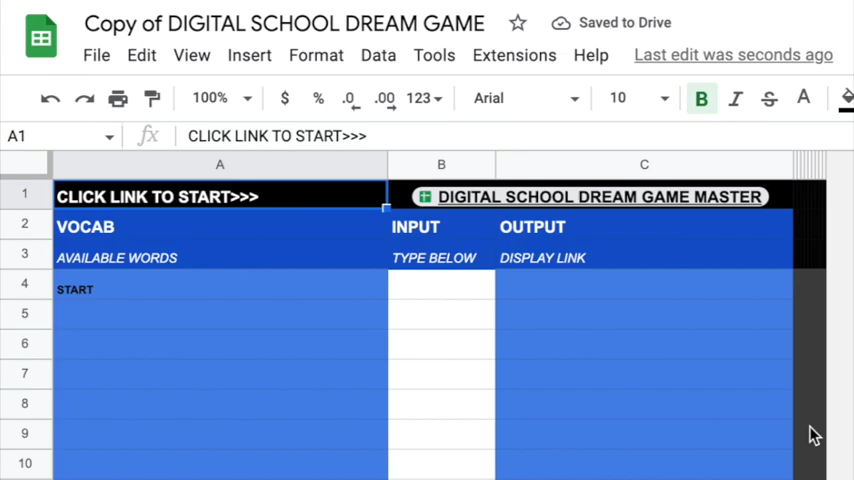 Copy of DIGITAL SCHOOL DREAM GAME Saved to Drive
File Edit View Insert Format Data Tools Extensions Help Last edit was seconds ago
100% $ % .0 .00 123 Arial 10 B I S A
A1 fx CLICK LINK TO START>>>
A B C
1 CLICK LINK TO START>>> DIGITAL SCHOOL DREAM GAME MASTER
2 VOCAB INPUT OUTPUT
3 AVAILABLE WORDS TYPE BELOW DISPLAY LINK
4 START
5
6
7
8
9
10